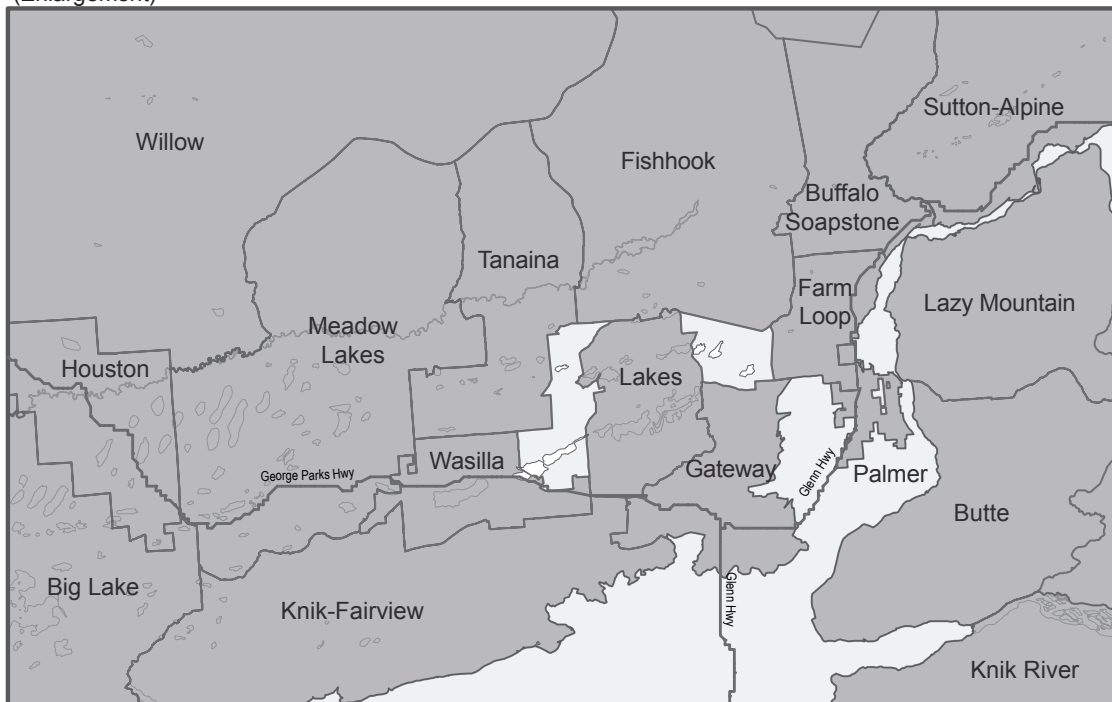 (Enlargement)
Sutton-Alpine
Willow
Fishhook
Buffalo
Soapstone
Tanaina
Farm
Loop
Lazy Mountain
Meadow
Lakes
Houston
Lakes
Wasilla
George Parks Hwy
Gateway
Glenn Hwy
Palmer
Butte
Big Lake
Knik-Fairview
Glenn Hwy
Knik River